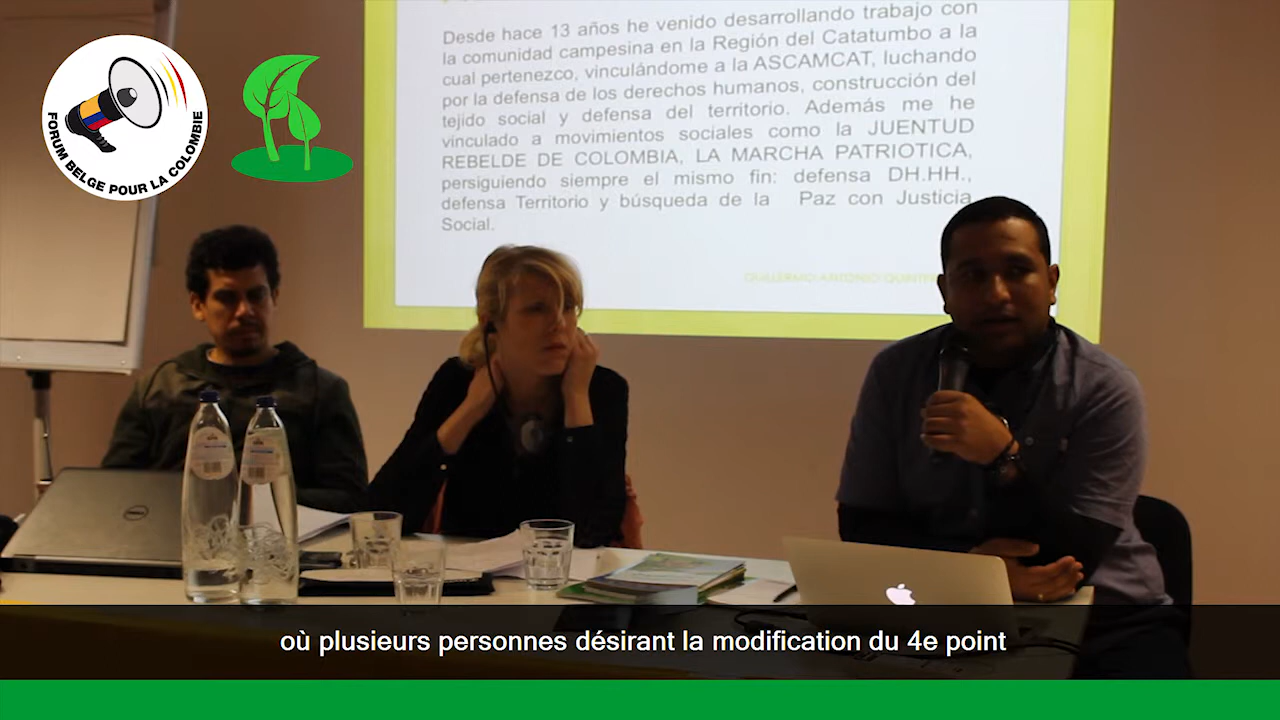 FORUM BELGE POUR LA COLOMBIE
Desde hace 13 años he venido desarrollando trabajo con
la comunidad campesina en la Región del Catatumbo a la
cual pertenezco, vinculándome a la ASCAMCAT, luchando
por la defensa de los derechos humanos, construcción del
tejido social y defensa del territorio. Además me he
vinculado a movimientos sociales como la JUENTUD
REBELDE DE COLOMBIA, LA MARCHA PATRIOTICA,
persiguiendo siempre el mismo fin: defensa DH.HH.,
defensa Territorio y búsqueda de la Paz con Justicia
Social.
GUILLERMO ANTONIO
DELL
où plusieurs personnes désirant la modification du 4e point